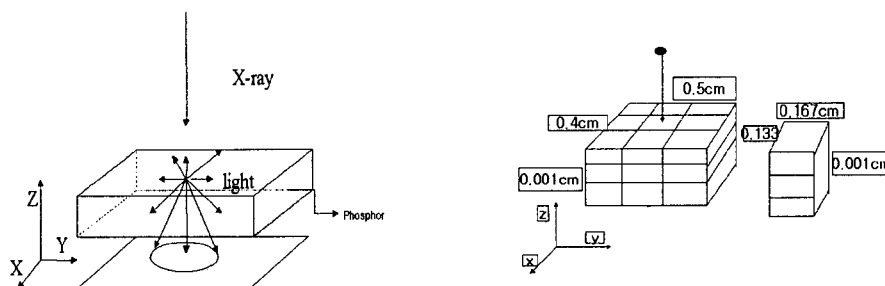 X-ray
light
Z
Y
X
Phosphor
0.5cm
0.4cm
0.001cm
0.167cm
0.133
0.001cm
z
y
x